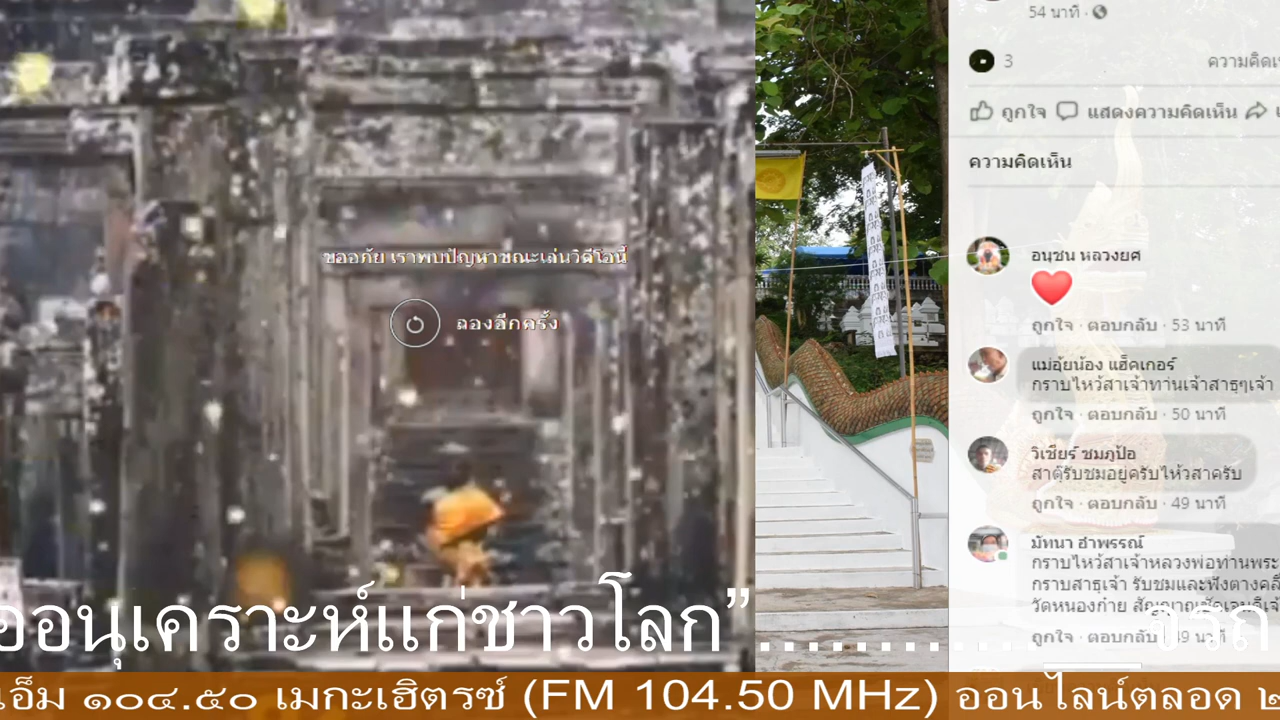 54 นาที
3
ความคิดเห็
ถูกใจ แสดงความคิดเห็น
ความคิดเห็น
อนุชน หลวงยศ
ถูกใจ · ตอบกลับ · 53 นาที
ขออภัย เราพบปัญหาขณะเล่นวิดีโอนี้
ลองอีกครั้ง
แม่อุ้ยน้อง แฮ็คเกอร์
กราบไหว้สาเจ้าทา่นเจ้าสาธุๆเจ้า
ถูกใจ · ตอบกลับ · 50 นาที
วิเชียร์ ชมภูป้อ
สาตุ๊รับชมอยู่ครับไหว้วสาครับ
ถูกใจ · ตอบกลับ · 49 นาที
มัทนา อำพรรณ์
กราบไหว้สาเจ้าหลวงพ่อท่านพระ
กราบสาธุเจ้า รับชมและฟังตางคลื
วัดหนองก๋าย
ถูกใจ · ตอบกลับ · 49 นาที
ออนุเคราะห์แก่ชาวโลก”
เอ็ม ๑๐๔.๕๐ เมกะเฮิตรซ์ (FM 104.50 MHz) ออนไลน์ตลอด ๒